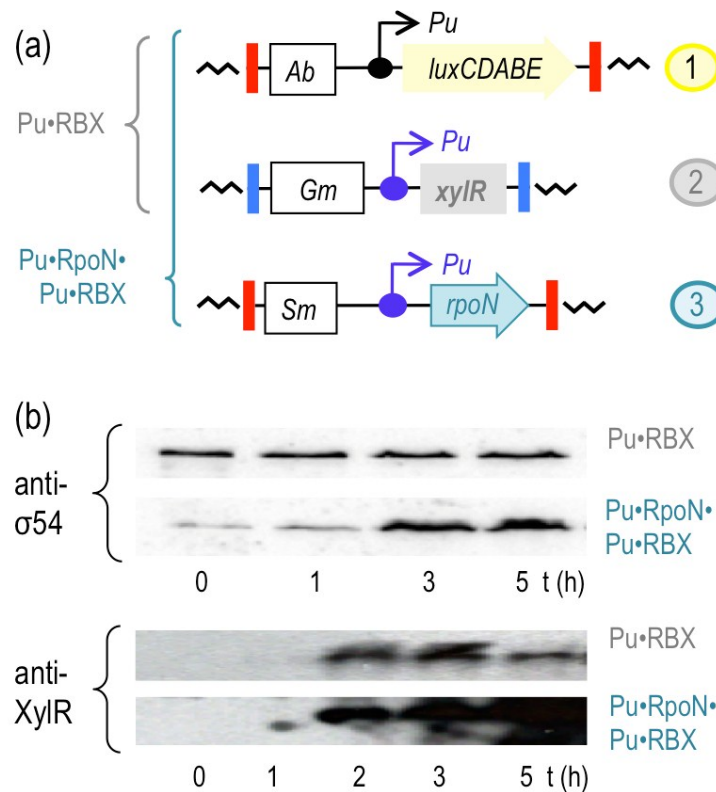 (a)
Pu
Ab
luxCDABE
1
Pu•RBX
Pu
Gm
xylR
2
Pu•RpoN•
Pu•RBX
Pu
Sm
rpoN
3
(b)
anti-
σ54
Pu•RBX
Pu•RpoN•
Pu•RBX
0 1 3 5 t (h)
anti-
XylR
Pu•RBX
Pu•RpoN•
Pu•RBX
0 1 2 3 5 t (h)